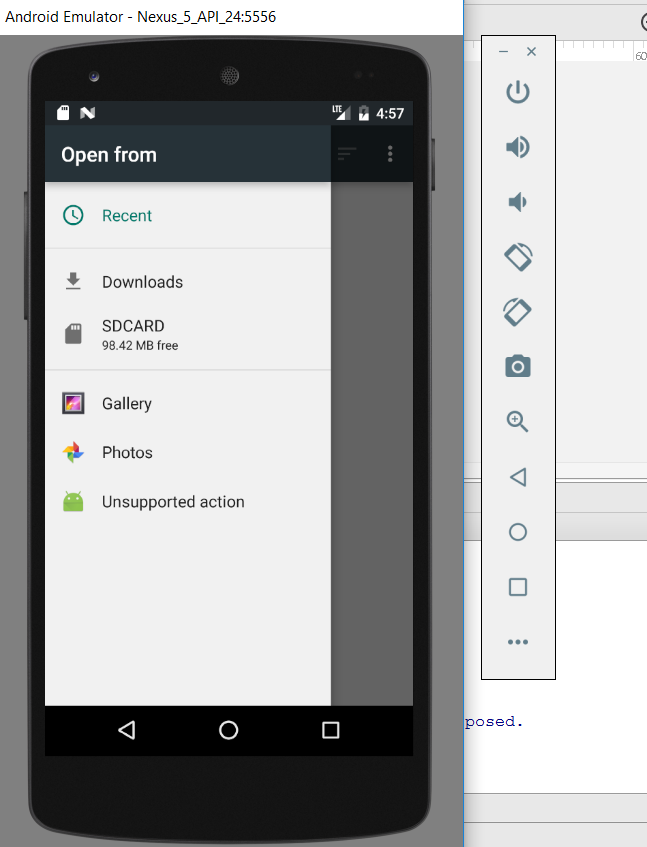 Android Emulator - Nexus_5_API_24:5556
LTE 4:57
Open from
Recent
Downloads
SDCARD
98.42 MB free
Gallery
Photos
Unsupported action
60
posed.